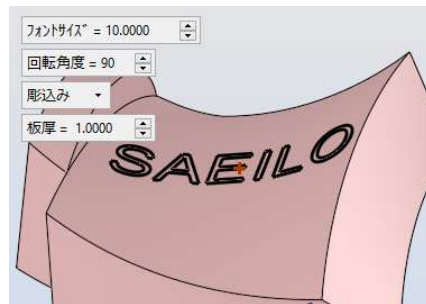 ﾌｫﾝﾄｻｲｽﾞ = 10.0000
回転角度 = 90
彫込み
板厚 = 1.0000
SAEILO